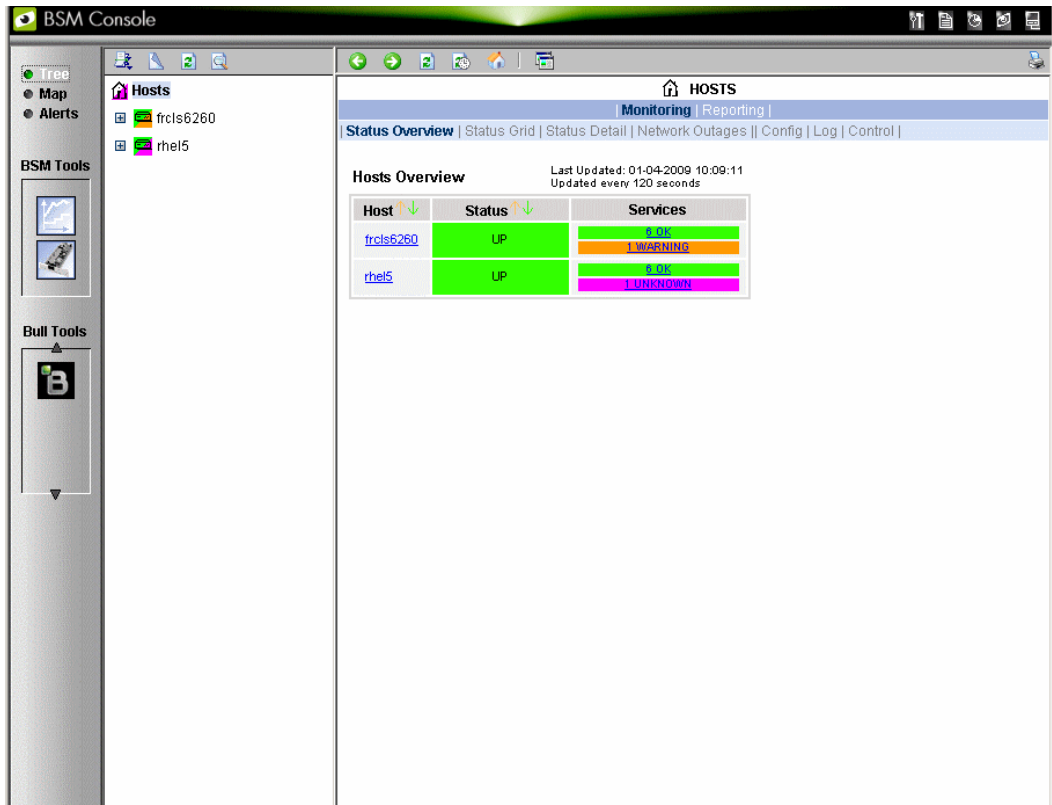 BSM Console
Tree
Map
Alerts
BSM Tools
Bull Tools
B
Hosts
frcls6260
rhel5
HOSTS
| Monitoring | Reporting |
| Status Overview | Status Grid | Status Detail | Network Outages || Config | Log | Control |
Hosts Overview
Last Updated: 01-04-2009 10:09:11
Updated every 120 seconds
Host Status Services
frcls6260 UP 6 OK
1 WARNING
rhel5 UP 6 OK
1 UNKNOWN